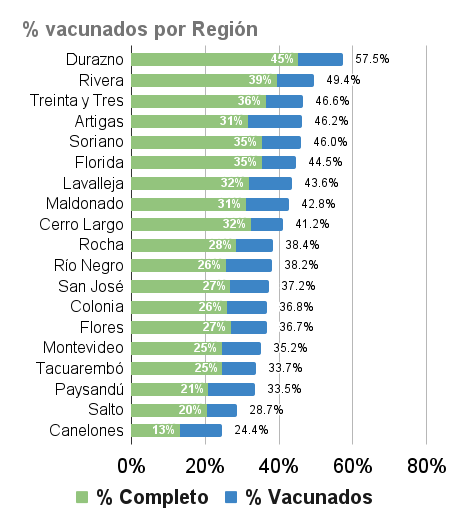 % vacunados por Región
Durazno 45% 57.5%
Rivera 39% 49.4%
Treinta y Tres 36% 46.6%
Artigas 31% 46.2%
Soriano 35% 46.0%
Florida 35% 44.5%
Lavalleja 32% 43.6%
Maldonado 31% 42.8%
Cerro Largo 32% 41.2%
Rocha 28% 38.4%
Río Negro 26% 38.2%
San José 27% 37.2%
Colonia 26% 36.8%
Flores 27% 36.7%
Montevideo 25% 35.2%
Tacuarembó 25% 33.7%
Paysandú 21% 33.5%
Salto 20% 28.7%
Canelones 13% 24.4%
0% 20% 40% 60% 80%
% Completo % Vacunados